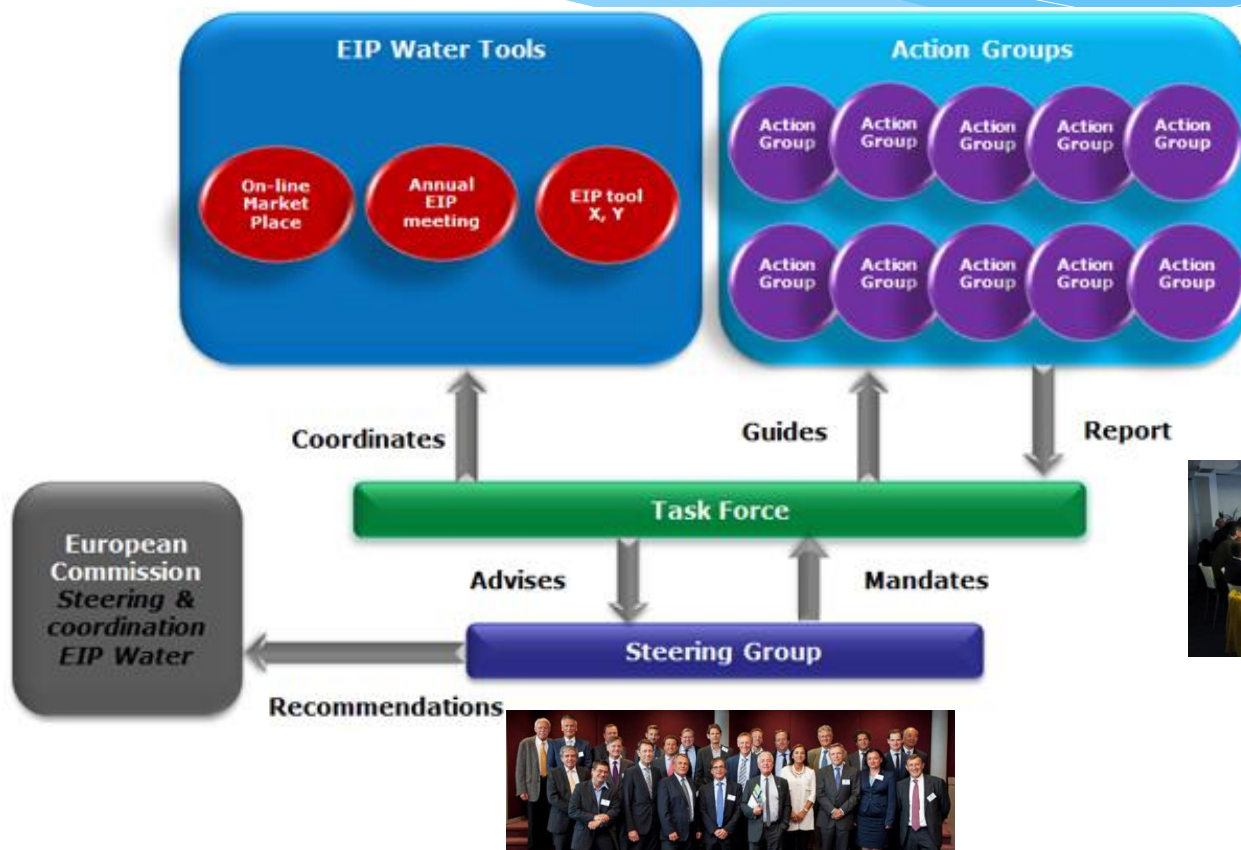 EIP Water Tools
On-line
Market
Place
Annual
EIP
meeting
EIP tool
X, Y
Action Groups
Action
Group
Action
Group
Action
Group
Action
Group
Action
Group
Action
Group
Action
Group
Action
Group
Action
Group
Action
Group
Coordinates
Guides
Report
Task Force
European
Commission
Steering &
coordination
EIP Water
Advises
Mandates
Steering Group
Recommendations